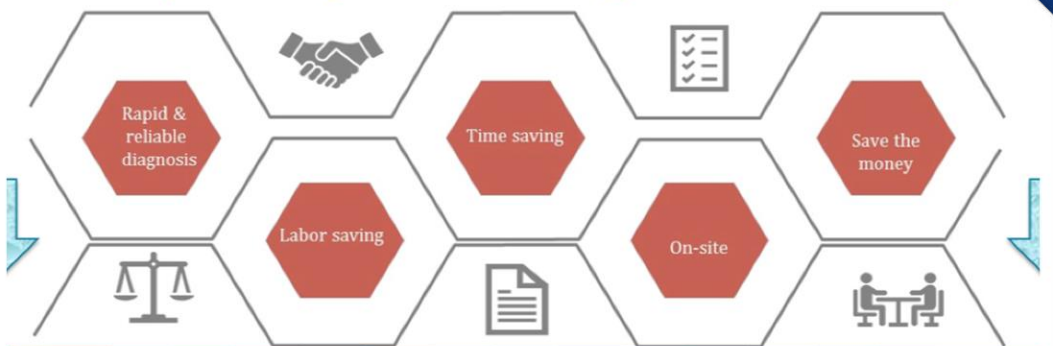 Rapid &
reliable
diagnosis
Labor saving
Time saving
On-site
Save the
money